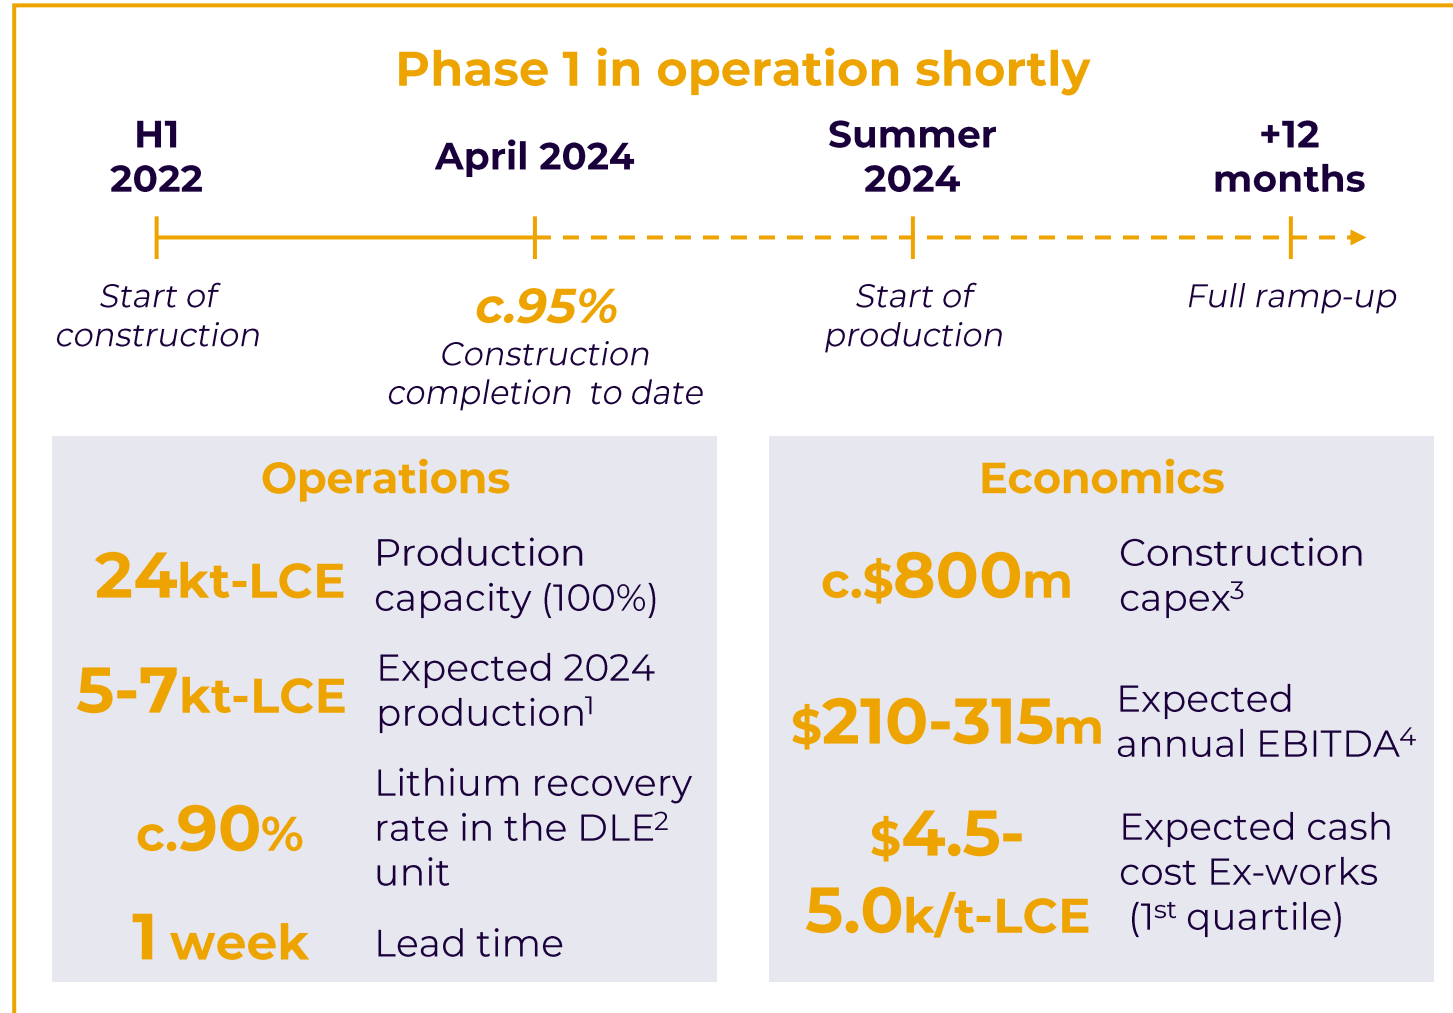 Phase 1 in operation shortly
H1
2022
April 2024
Summer
2024
+12
months
Start of
construction
c.95%
Construction
completion  to date
Start of
production
Full ramp-up
Operations
24kt-LCE
Production
capacity (100%)
5-7kt-LCE
Expected 2024
production¹
c.90%
Lithium recovery
rate in the DLE²
unit
1 week
Lead time
Economics
c.$800m
Construction
capex³
$210-315m
Expected
annual EBITDA⁴
$4.5-
5.0k/t-LCE
Expected cash
cost Ex-works
(1st quartile)